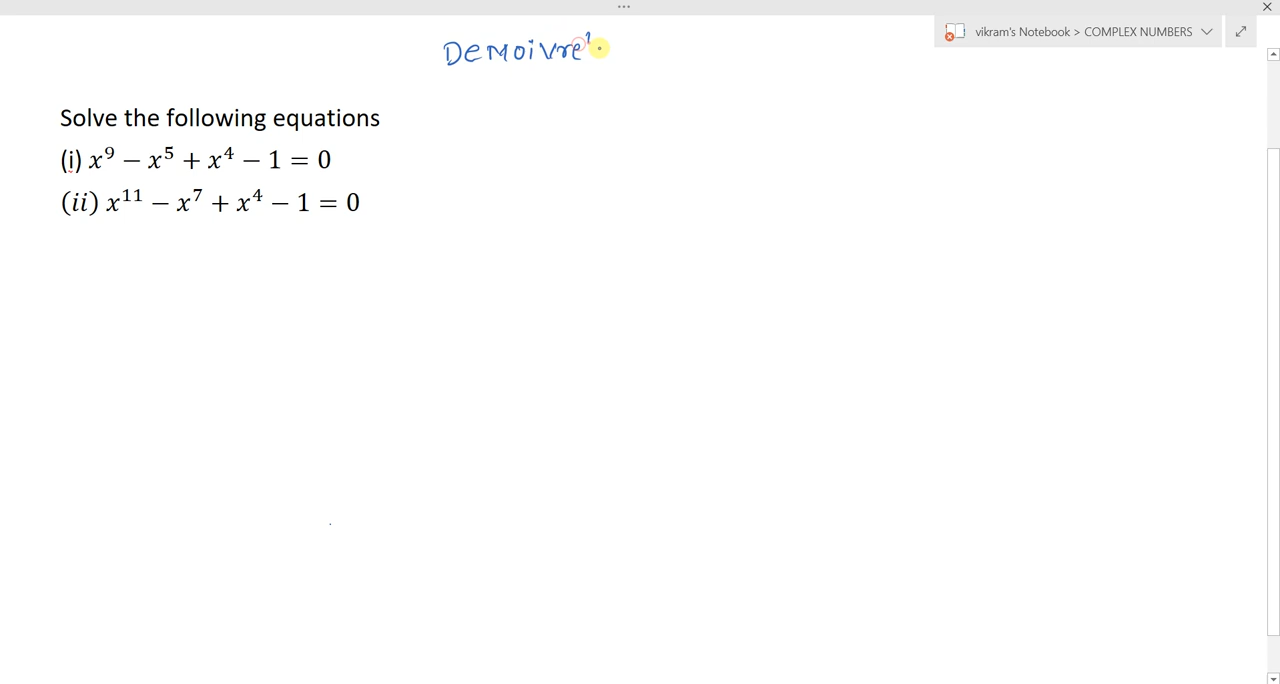 vikram's Notebook > COMPLEX NUMBERS
DEMOIVRE'
Solve the following equations
(i) x⁹ − x⁵ + x⁴ − 1 = 0
(ii) x¹¹ − x⁷ + x⁴ − 1 = 0